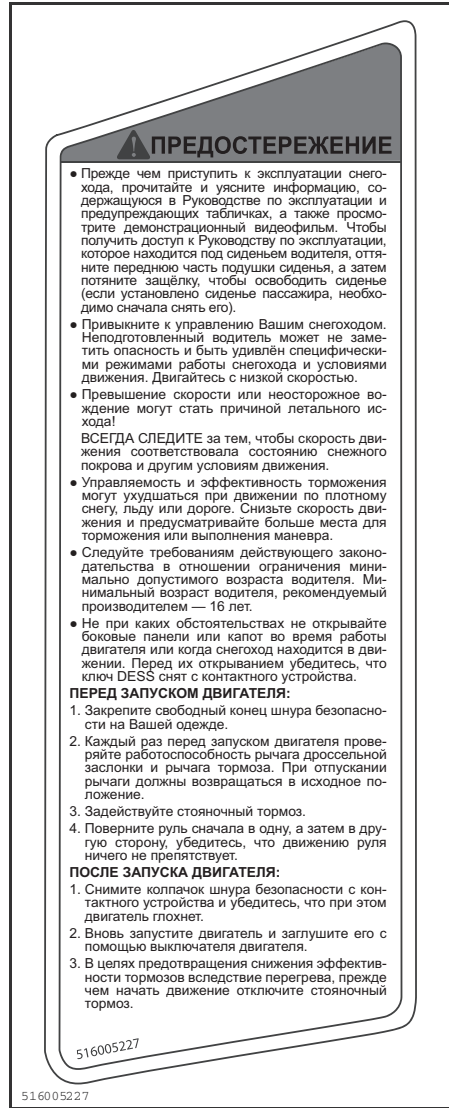 ПРЕДОСТЕРЕЖЕНИЕ
● Прежде чем приступить к эксплуатации снего-
хода, прочитайте и уясните информацию, со-
держащуюся в Руководстве по эксплуатации и
предупреждающих табличках, а также просмо-
трите демонстрационный видеофильм. Чтобы
получить доступ к Руководству по эксплуатации,
которое находится под сиденьем водителя, оття-
ните переднюю часть подушки сиденья, а затем
потяните защёлку, чтобы освободить сиденье
(если установлено сиденье пассажира, необхо-
димо сначала снять его).
● Привыкните к управлению Вашим снегоходом.
Неподготовленный водитель может не заме-
тить опасность и быть удивлён специфически-
ми режимами работы снегохода и условиями
движения. Двигайтесь с низкой скоростью.
● Превышение скорости или неосторожное во-
ждение могут стать причиной летального ис-
хода!
ВСЕГДА СЛЕДИТЕ за тем, чтобы скорость дви-
жения соответствовала состоянию снежного
покрова и другим условиям движения.
● Управляемость и эффективность торможения
могут ухудшаться при движении по плотному
снегу, льду или дороге. Снизьте скорость дви-
жения и предусматривайте больше места для
торможения или выполнения маневра.
● Следуйте требованиям действующего законо-
дательства в отношении ограничения мини-
мально допустимого возраста водителя. Ми-
нимальный возраст водителя, рекомендуемый
производителем — 16 лет.
● Не при каких обстоятельствах не открывайте
боковые панели или капот во время работы
двигателя или когда снегоход находится в дви-
жении. Перед их открыванием убедитесь, что
ключ DESS снят с контактного устройства.
ПЕРЕД ЗАПУСКОМ ДВИГАТЕЛЯ:
1. Закрепите свободный конец шнура безопасно-
сти на Вашей одежде.
2. Каждый раз перед запуском двигателя прове-
ряйте работоспособность рычага дроссельной
заслонки и рычага тормоза. При отпускании
рычаги должны возвращаться в исходное по-
ложение.
3. Задействуйте стояночный тормоз.
4. Поверните руль сначала в одну, а затем в дру-
гую сторону, убедитесь, что движению руля
ничего не препятствует.
ПОСЛЕ ЗАПУСКА ДВИГАТЕЛЯ:
1. Снимите колпачок шнура безопасности с кон-
тактного устройства и убедитесь, что при этом
двигатель глохнет.
2. Вновь запустите двигатель и заглушите его с
помощью выключателя двигателя.
3. В целях предотвращения снижения эффектив-
ности тормозов вследствие перегрева, прежде
чем начать движение отключите стояночный
тормоз.
516005227
516005227